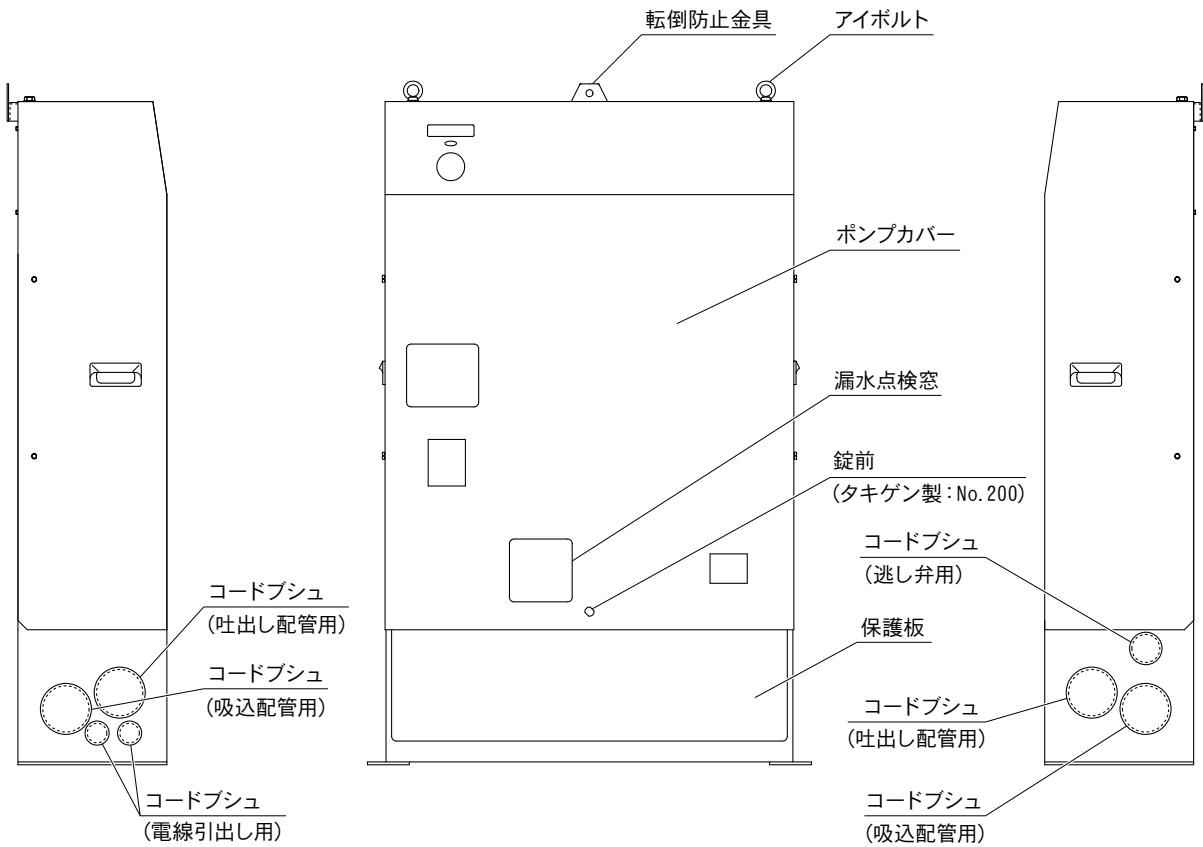 転倒防止金具
アイボルト
ポンプカバー
漏水点検窓
錠前
(タキゲン製：No.200)
コードブシュ
(逃し弁用)
コードブシュ
(吐出し配管用)
保護板
コードブシュ
(吸込配管用)
コードブシュ
(吐出し配管用)
コードブシュ
(電線引出し用)
コードブシュ
(吸込配管用)